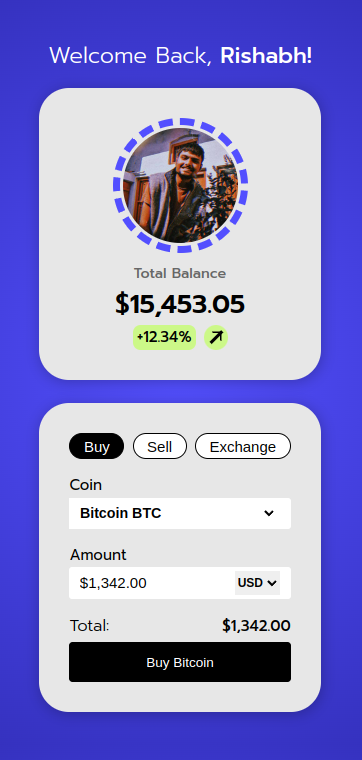 Welcome Back, Rishabh!
Total Balance
$15,453.05
+12.34%
Buy Sell Exchange
Coin
Bitcoin BTC
Amount
$1,342.00 USD
Total: $1,342.00
Buy Bitcoin